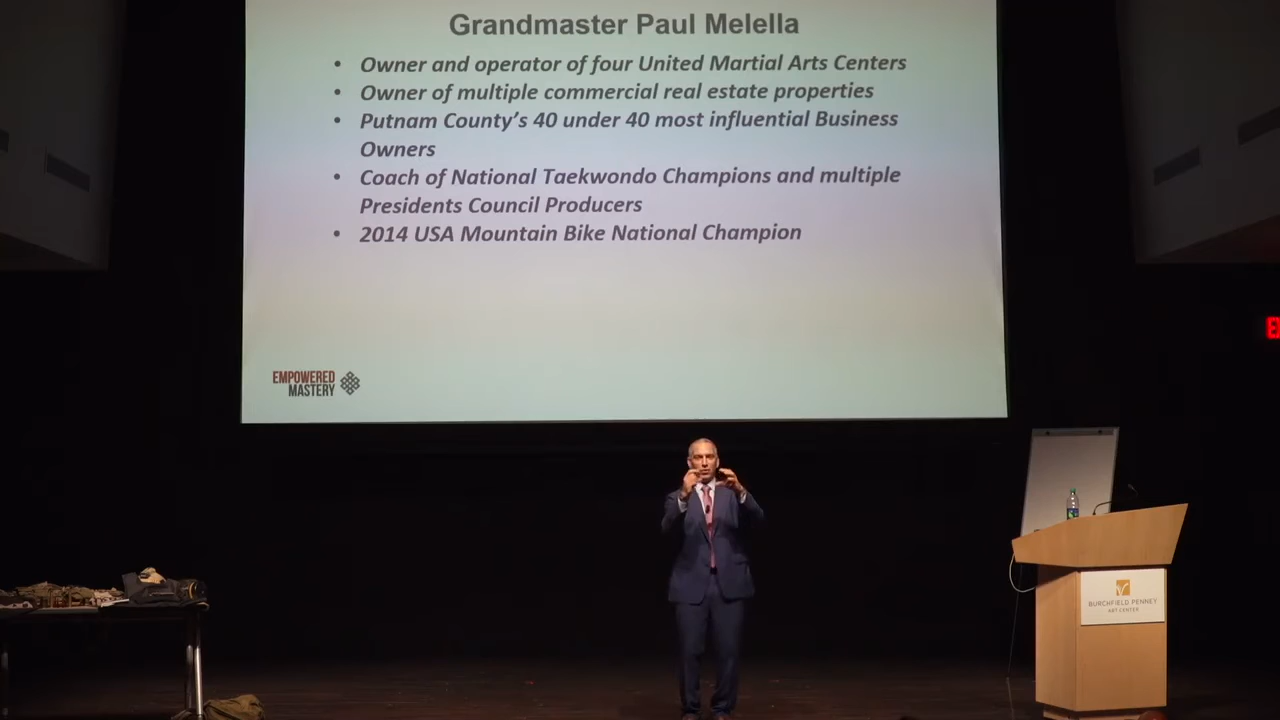 Grandmaster Paul Melella
• Owner and operator of four United Martial Arts Centers
• Owner of multiple commercial real estate properties
• Putnam County's 40 under 40 most influential Business
Owners
• Coach of National Taekwondo Champions and multiple
Presidents Council Producers
• 2014 USA Mountain Bike National Champion
EMPOWERED
MASTERY
E
BURCHFIELD PENNEY
ART CENTER